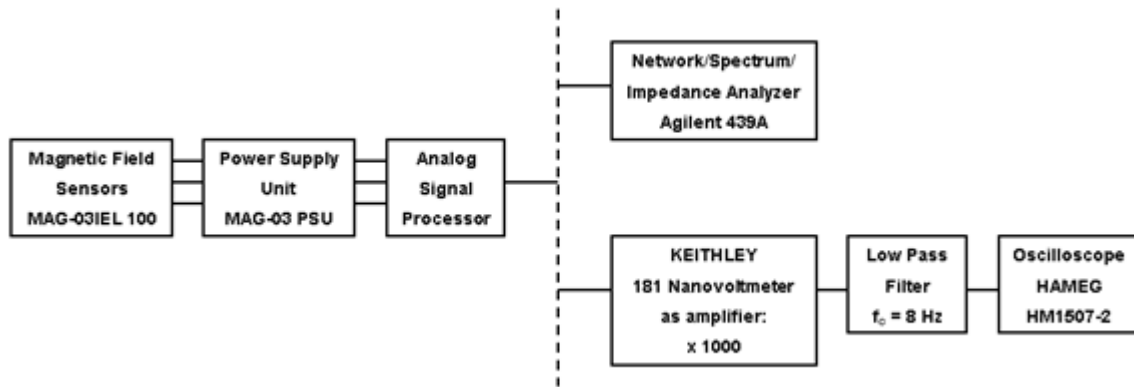 Network/Spectrum/
Impedance Analyzer
Agilent 439A
Magnetic Field
Sensors
MAG-03IEL 100
Power Supply
Unit
MAG-03 PSU
Analog
Signal
Processor
KEITHLEY
181 Nanovoltmeter
as amplifier:
x 1000
Low Pass
Filter
fc = 8 Hz
Oscilloscope
HAMEG
HM1507-2